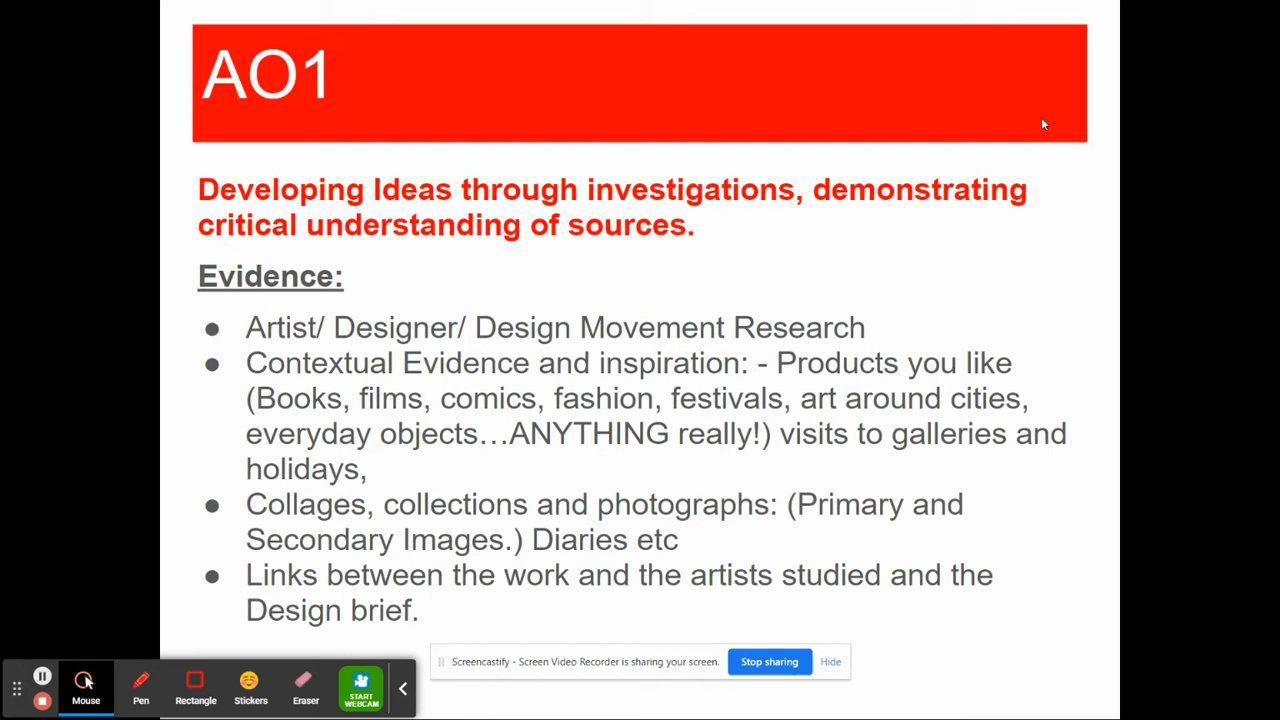 AO1
Developing Ideas through investigations, demonstrating
critical understanding of sources.
Evidence:
● Artist/ Designer/ Design Movement Research
● Contextual Evidence and inspiration: - Products you like
(Books, films, comics, fashion, festivals, art around cities,
everyday objects…ANYTHING really!) visits to galleries and
holidays,
● Collages, collections and photographs: (Primary and
Secondary Images.) Diaries etc
● Links between the work and the artists studied and the
Design brief.
Screencastify - Screen Video Recorder is sharing your screen. Stop sharing Hide
Mouse Pen Rectangle Stickers Eraser START
WEBCAM